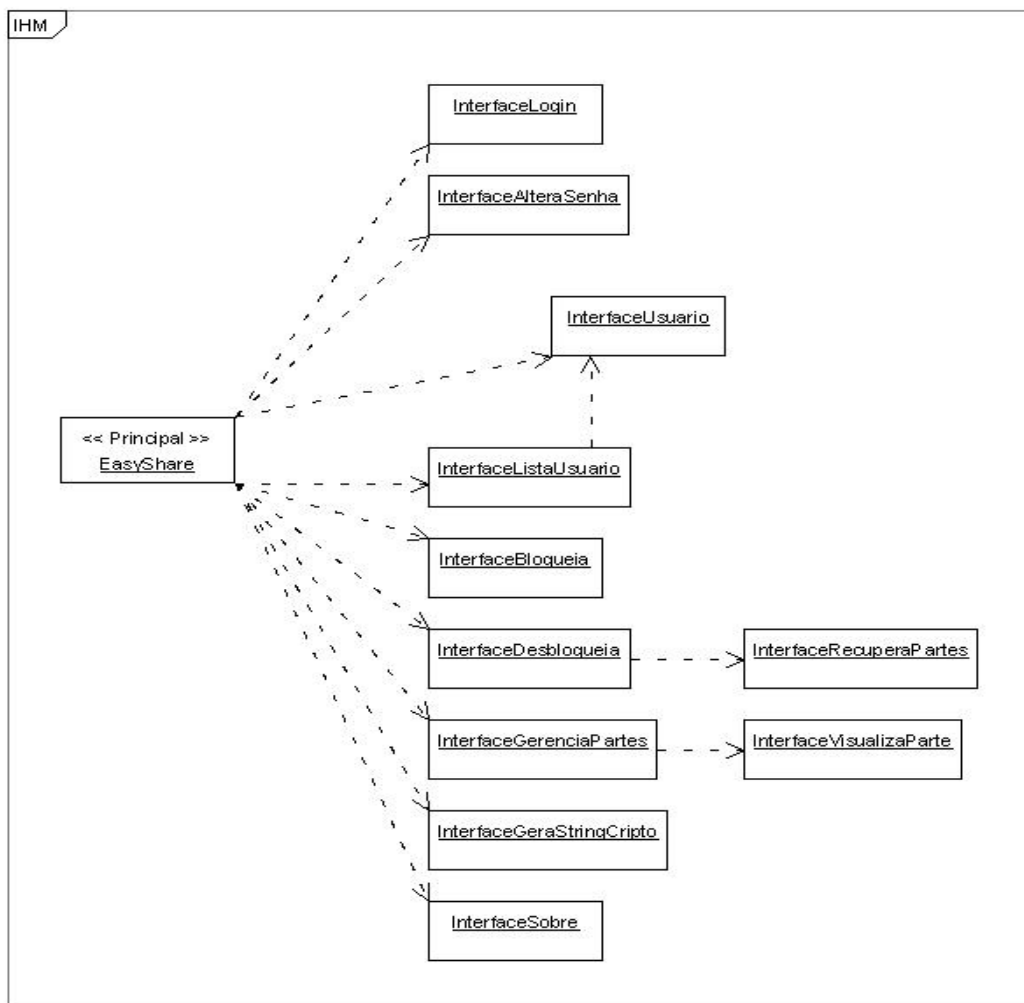 IHM
InterfaceLogin
InterfaceAlteraSenha
InterfaceUsuario
<< Principal >>
EasyShare
InterfaceListaUsuario
InterfaceBloqueia
InterfaceDesbloqueia
InterfaceRecuperaPartes
InterfaceGerenciaPartes
InterfaceVisualizaParte
InterfaceGeraStringCripto
InterfaceSobre